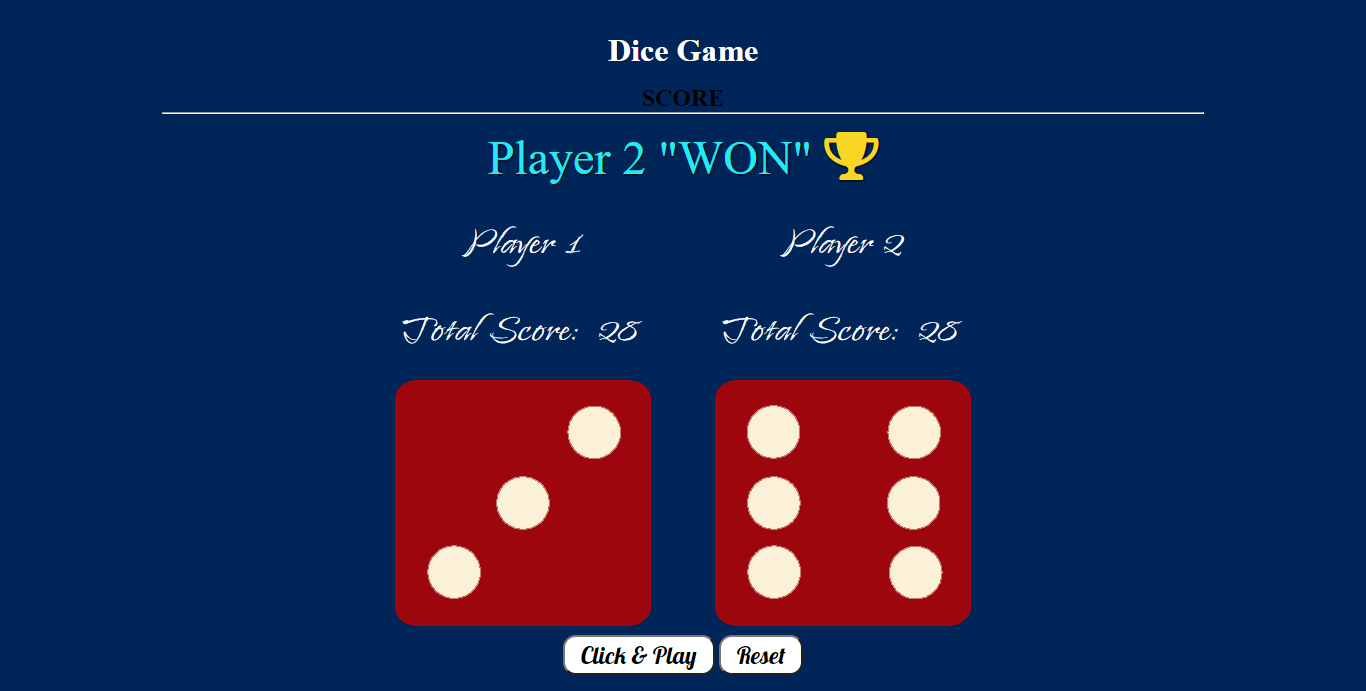 Dice Game
SCORE
Player 2 "WON"
Player 1
Player 2
Total Score: 28
Total Score: 28
Click & Play
Reset